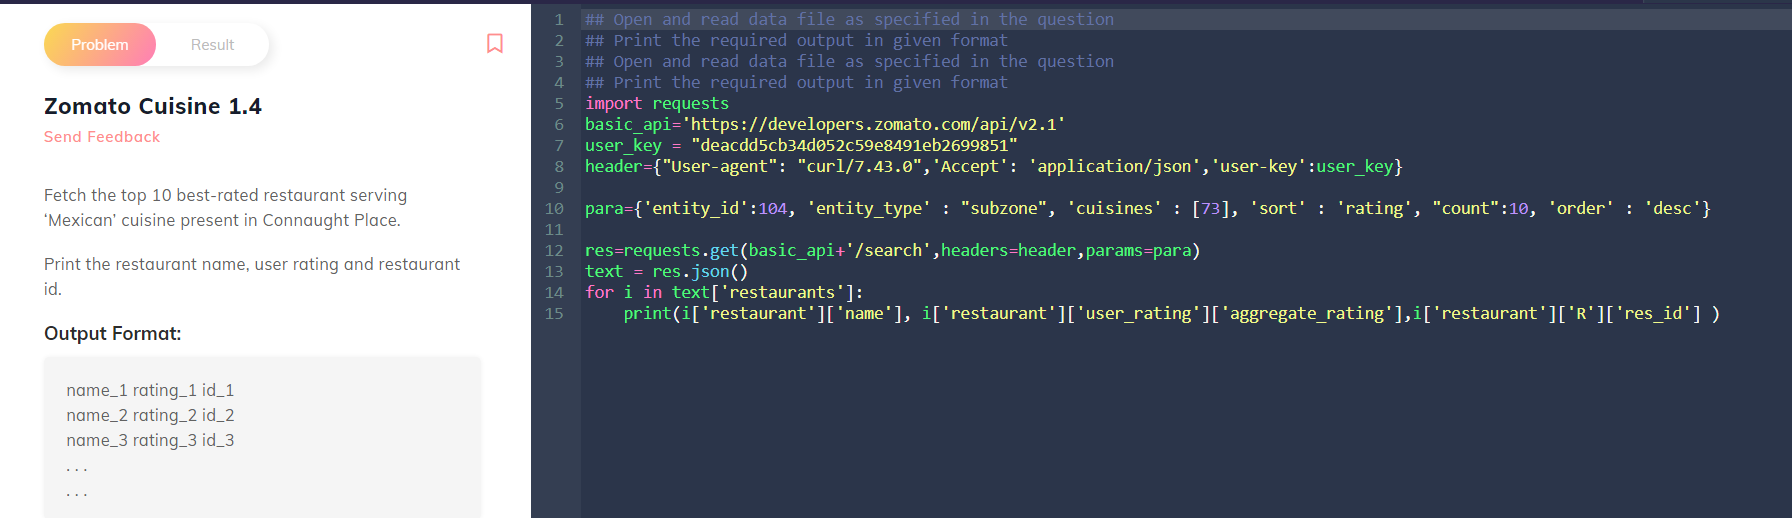 Problem
Result
Zomato Cuisine 1.4
Send Feedback
Fetch the top 10 best-rated restaurant serving
‘Mexican’ cuisine present in Connaught Place.
Print the restaurant name, user rating and restaurant
id.
Output Format:
name_1 rating_1 id_1
name_2 rating_2 id_2
name_3 rating_3 id_3
. . .
. . .
1 ## Open and read data file as specified in the question
2 ## Print the required output in given format
3 ## Open and read data file as specified in the question
4 ## Print the required output in given format
5 import requests
6 basic_api='https://developers.zomato.com/api/v2.1'
7 user_key = "deacdd5cb34d052c59e8491eb2699851"
8 header={"User-agent": "curl/7.43.0",'Accept': 'application/json','user-key':user_key}
9
10 para={'entity_id':104, 'entity_type' : "subzone", 'cuisines' : [73], 'sort' : 'rating', "count":10, 'order' : 'desc'}
11
12 res=requests.get(basic_api+'/search',headers=header,params=para)
13 text = res.json()
14 for i in text['restaurants']:
15     print(i['restaurant']['name'], i['restaurant']['user_rating']['aggregate_rating'],i['restaurant']['R']['res_id'] )